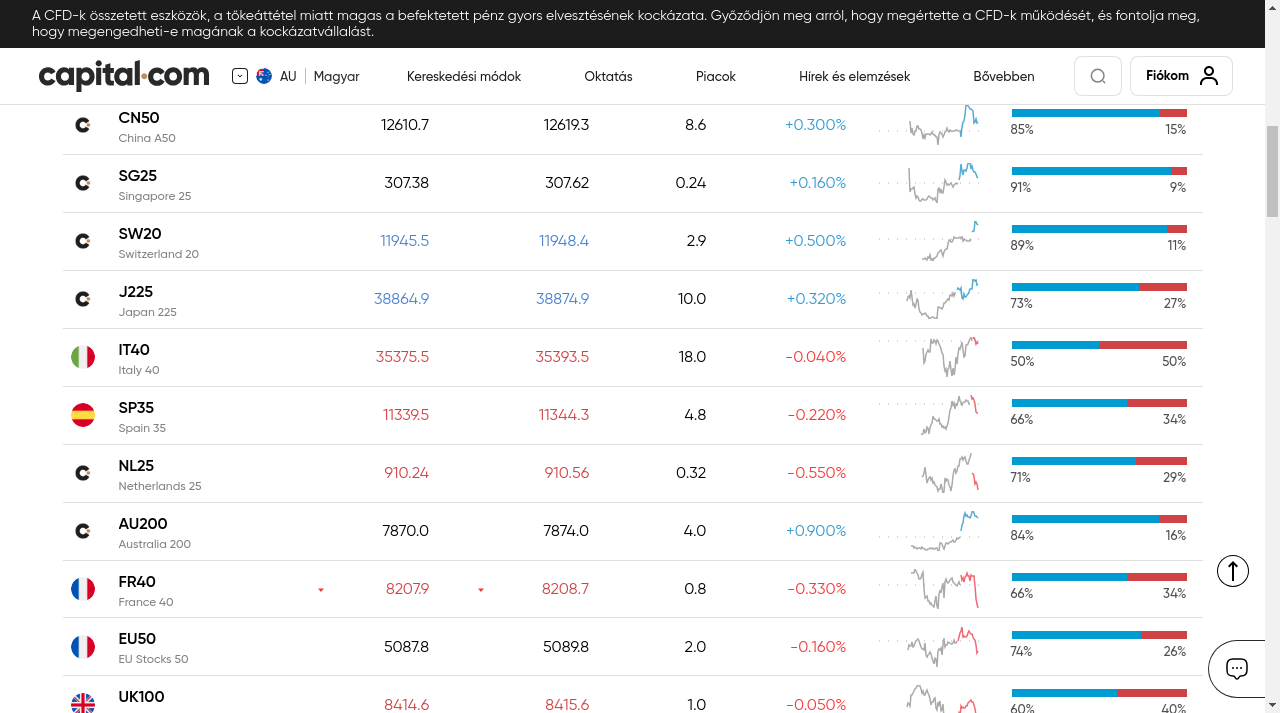 A CFD-k összetett eszközök, a tőkeáttétel miatt magas a befektetett pénz gyors elvesztésének kockázata. Győződjön meg arról, hogy megértette a CFD-k működését, és fontolja meg,
hogy megengedheti-e magának a kockázatvállalást.
capital.com AU Magyar Kereskedési módok Oktatás Piacok Hírek és elemzések Bővebben Fiókom
CN50 12610.7 12619.3 8.6 +0.300%
China A50 85% 15%
SG25 307.38 307.62 0.24 +0.160%
Singapore 25 91% 9%
SW20 11945.5 11948.4 2.9 +0.500%
Switzerland 20 89% 11%
J225 38864.9 38874.9 10.0 +0.320%
Japan 225 73% 27%
IT40 35375.5 35393.5 18.0 -0.040%
Italy 40 50% 50%
SP35 11339.5 11344.3 4.8 -0.220%
Spain 35 66% 34%
NL25 910.24 910.56 0.32 -0.550%
Netherlands 25 71% 29%
AU200 7870.0 7874.0 4.0 +0.900%
Australia 200 84% 16%
FR40 8207.9 8208.7 0.8 -0.330%
France 40 66% 34%
EU50 5087.8 5089.8 2.0 -0.160%
EU Stocks 50 74% 26%
UK100 8414.6 8415.6 1.0 -0.050%
60% 40%